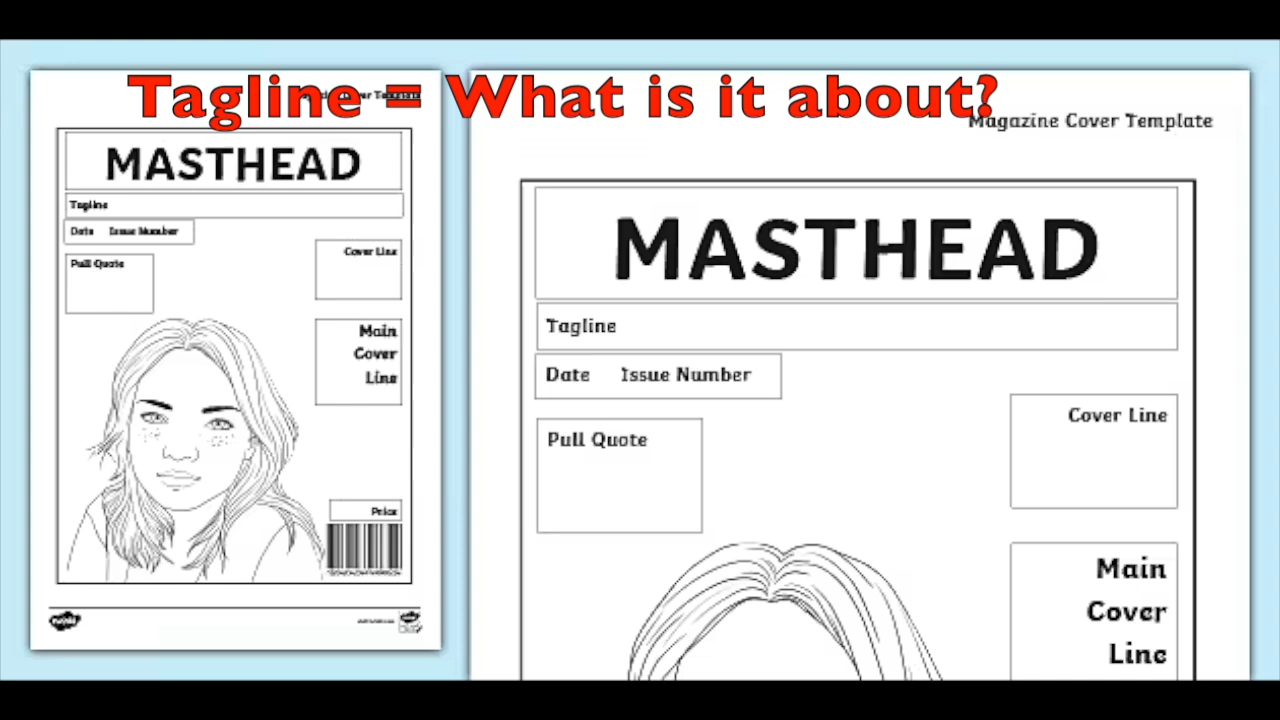 Tagline = What is it about?
MASTHEAD
Tagline
Date Issue Number
Pull Quote
Cover Line
Main
Cover
Line
Price
Magazine Cover Template
MASTHEAD
Tagline
Date Issue Number
Pull Quote
Cover Line
Main
Cover
Line